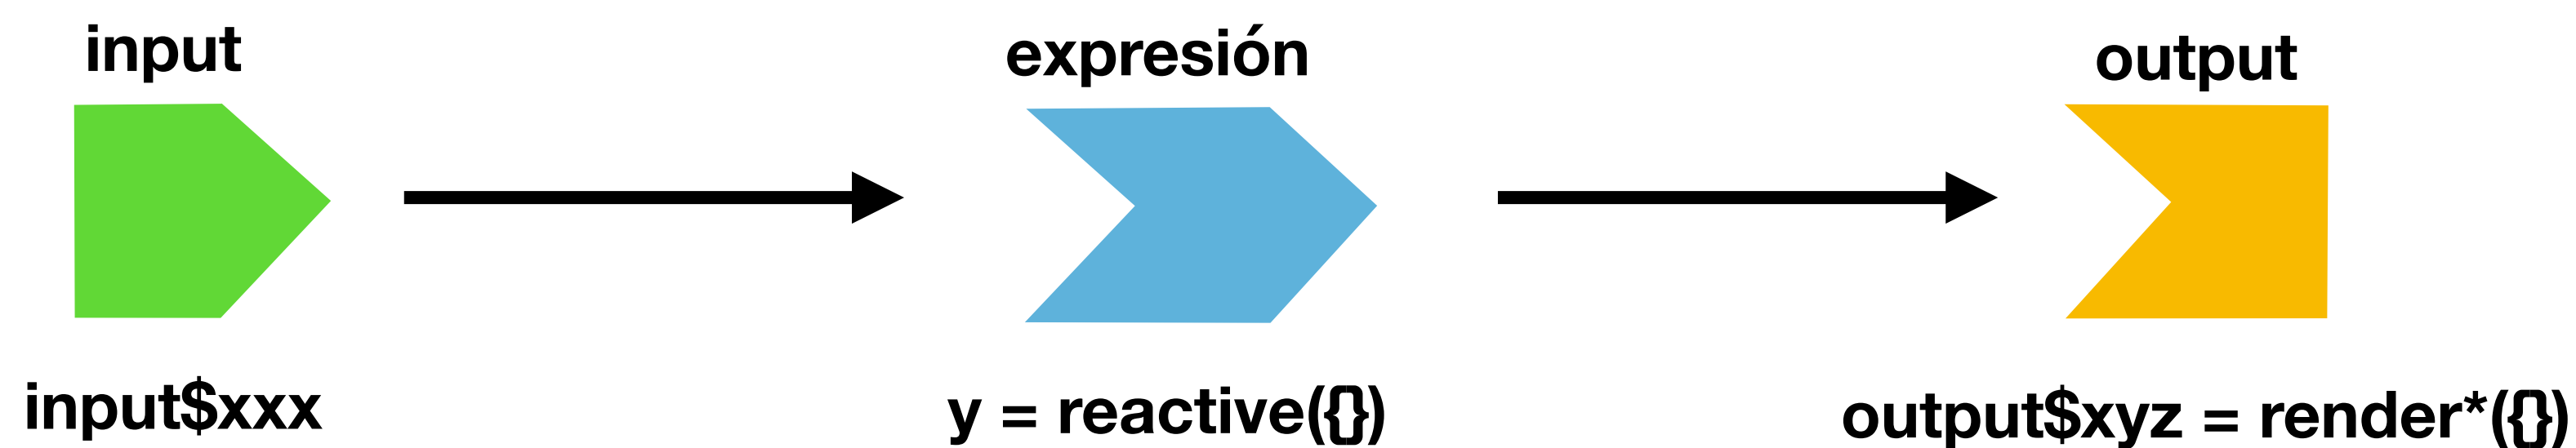 input
expresión
output
input$xxx
y = reactive({})
output$xyz = render*({})